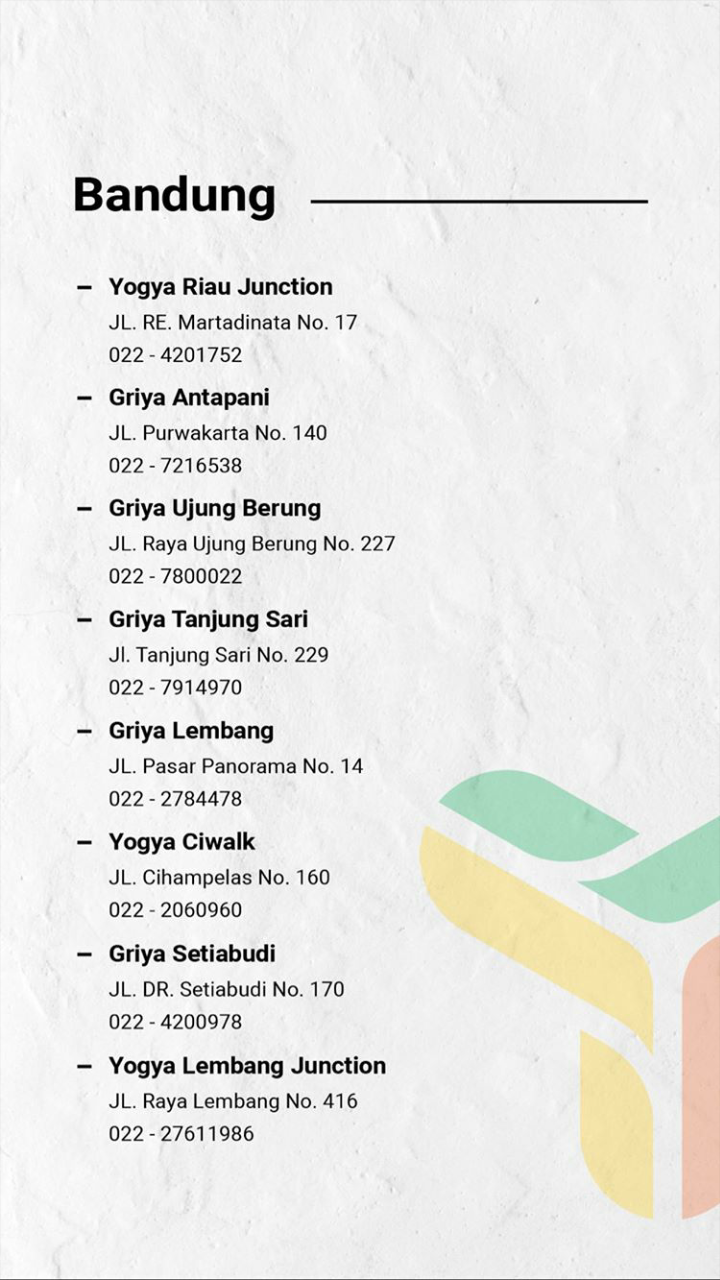 Bandung
– Yogya Riau Junction
JL. RE. Martadinata No. 17
022 - 4201752
– Griya Antapani
JL. Purwakarta No. 140
022 - 7216538
– Griya Ujung Berung
JL. Raya Ujung Berung No. 227
022 - 7800022
– Griya Tanjung Sari
Jl. Tanjung Sari No. 229
022 - 7914970
– Griya Lembang
JL. Pasar Panorama No. 14
022 - 2784478
– Yogya Ciwalk
JL. Cihampelas No. 160
022 - 2060960
– Griya Setiabudi
JL. DR. Setiabudi No. 170
022 - 4200978
– Yogya Lembang Junction
JL. Raya Lembang No. 416
022 - 27611986